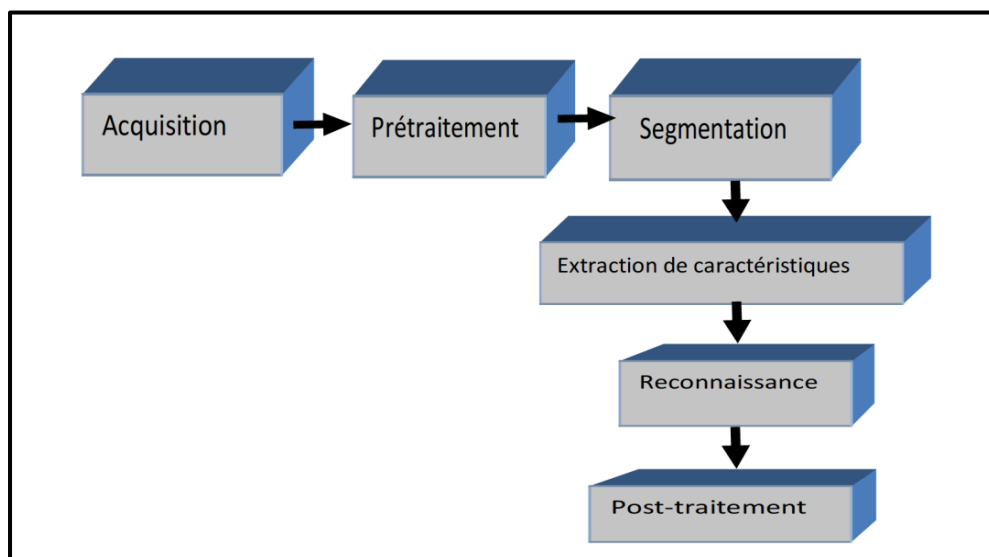 Acquisition
Prétraitement
Segmentation
Extraction de caractéristiques
Reconnaissance
Post-traitement